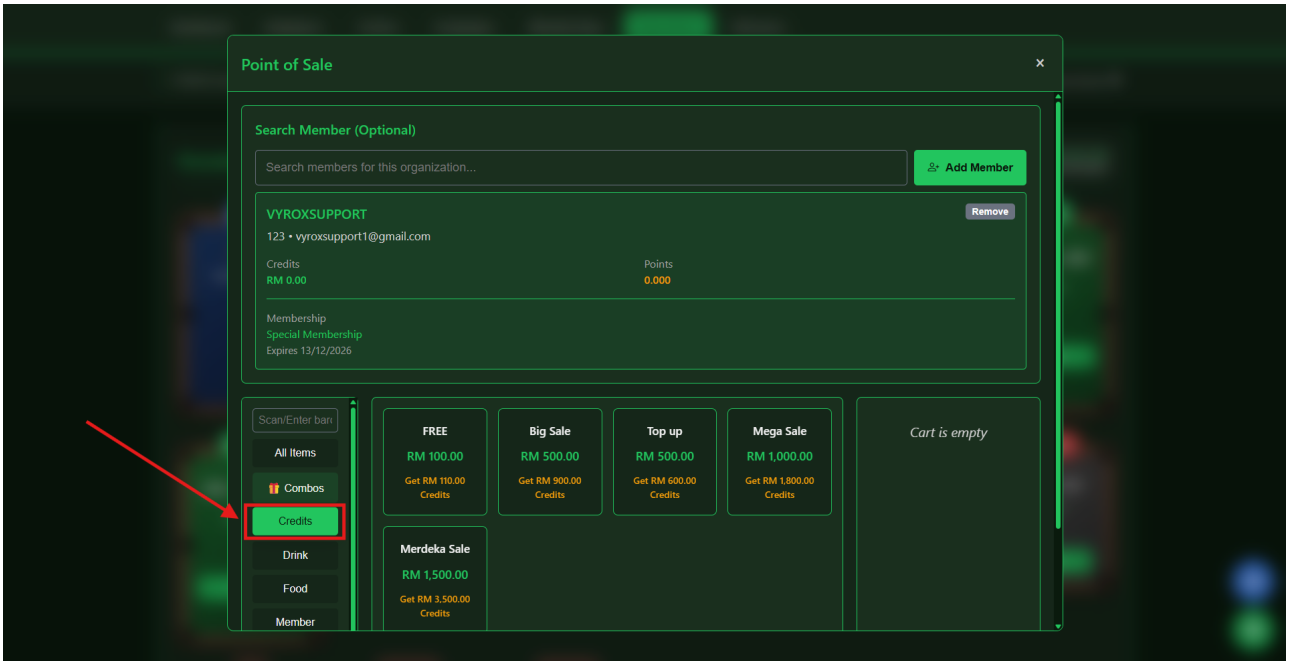 Point of Sale
×
Search Member (Optional)
Search members for this organization...
Add Member
VYROXSUPPORT
Remove
123 • vyroxsupport1@gmail.com
Credits
Points
RM 0.00
0.000
Membership
Special Membership
Expires 13/12/2026
Scan/Enter barc
All Items
Combos
Credits
Drink
Food
Member
FREE
RM 100.00
Get RM 110.00
Credits
Big Sale
RM 500.00
Get RM 900.00
Credits
Top up
RM 500.00
Get RM 600.00
Credits
Mega Sale
RM 1,000.00
Get RM 1,800.00
Credits
Merdeka Sale
RM 1,500.00
Get RM 3,500.00
Credits
Cart is empty